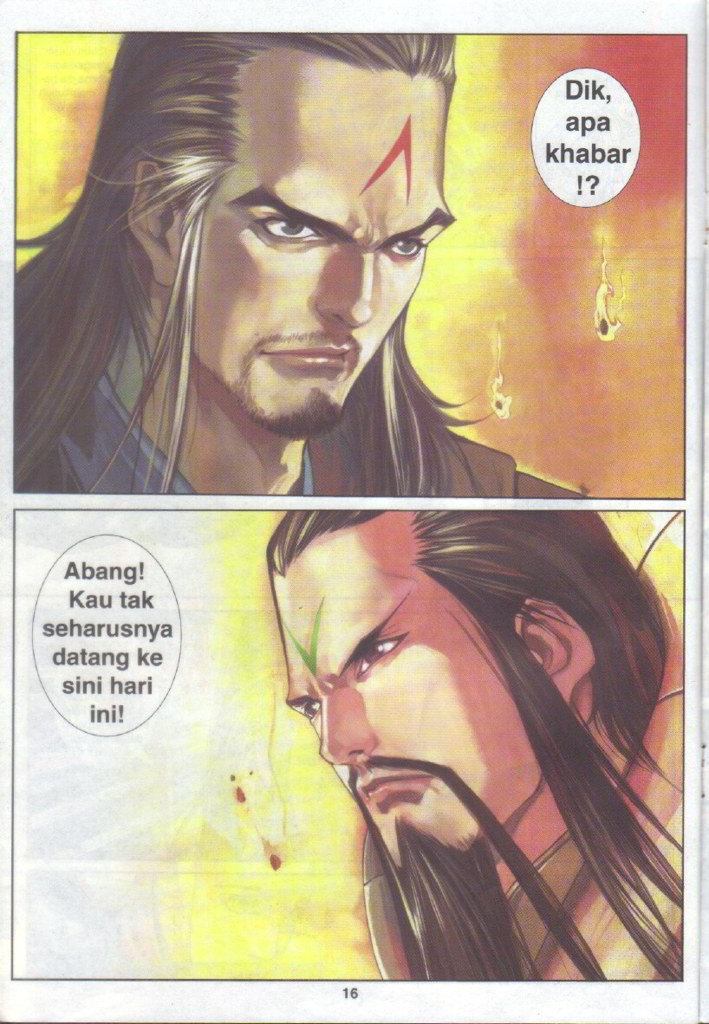 Dik,
apa
khabar
!?
Abang!
Kau tak
seharusnya
datang ke
sini hari
ini!
16